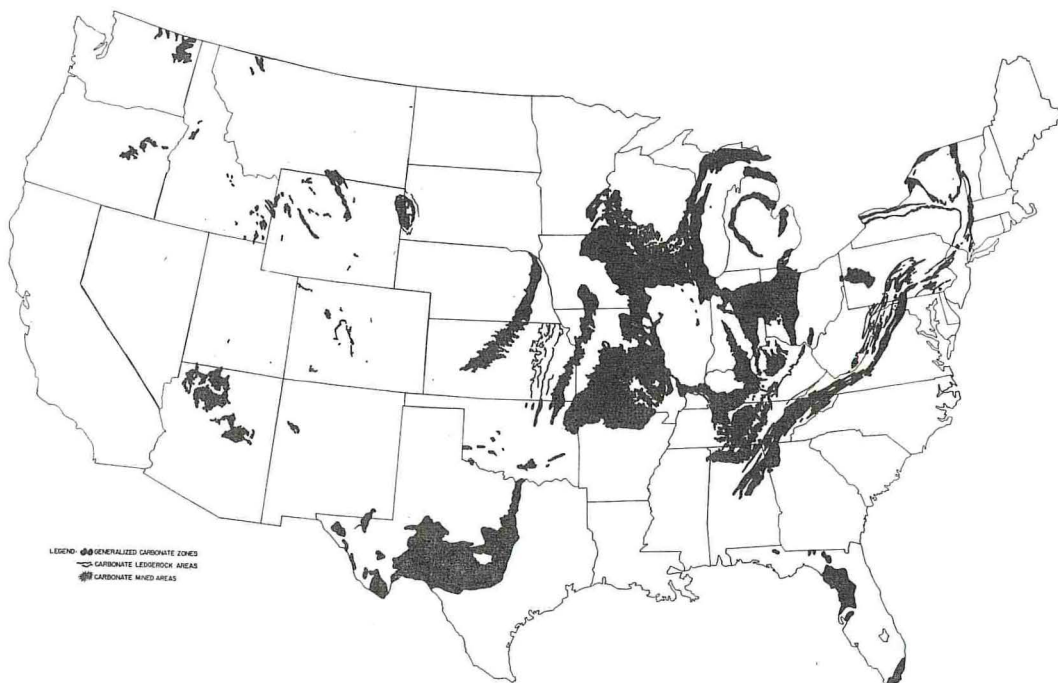 LEGEND: GENERALIZED CARBONATE ZONES
CARBONATE LEDGEROCK AREAS
CARBONATE MINED AREAS